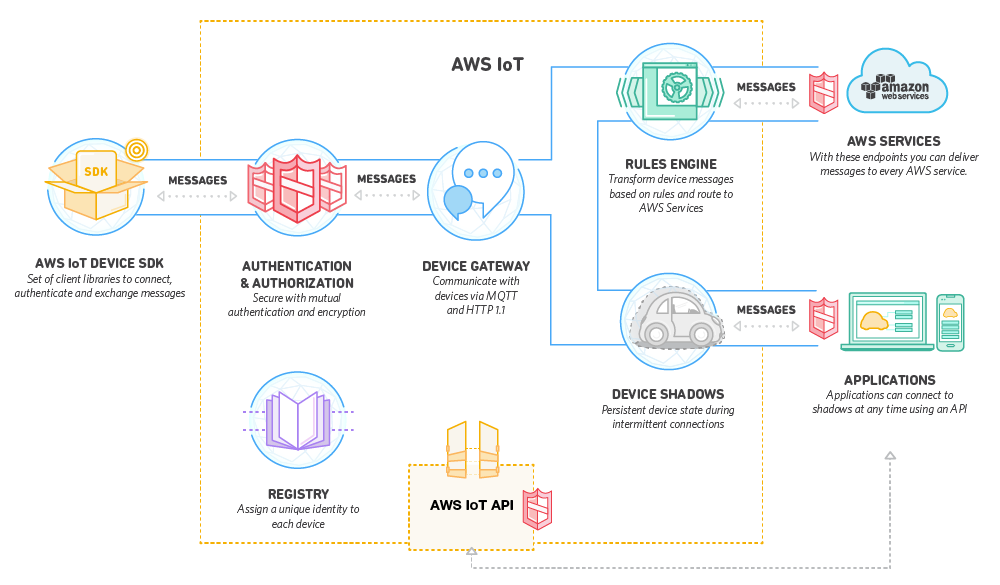 AWS IoT
SDK
MESSAGES
MESSAGES
MESSAGES
amazon
web services
AWS SERVICES
With these endpoints you can deliver
messages to every AWS service.
RULES ENGINE
Transform device messages
based on rules and route to
AWS Services
AWS IoT DEVICE SDK
Set of client libraries to connect,
authenticate and exchange messages
AUTHENTICATION
& AUTHORIZATION
Secure with mutual
authentication and encryption
DEVICE GATEWAY
Communicate with
devices via MQTT
and HTTP 1.1
MESSAGES
DEVICE SHADOWS
Persistent device state during
intermittent connections
APPLICATIONS
Applications can connect to
shadows at any time using an API
REGISTRY
Assign a unique identity to
each device
AWS IoT API